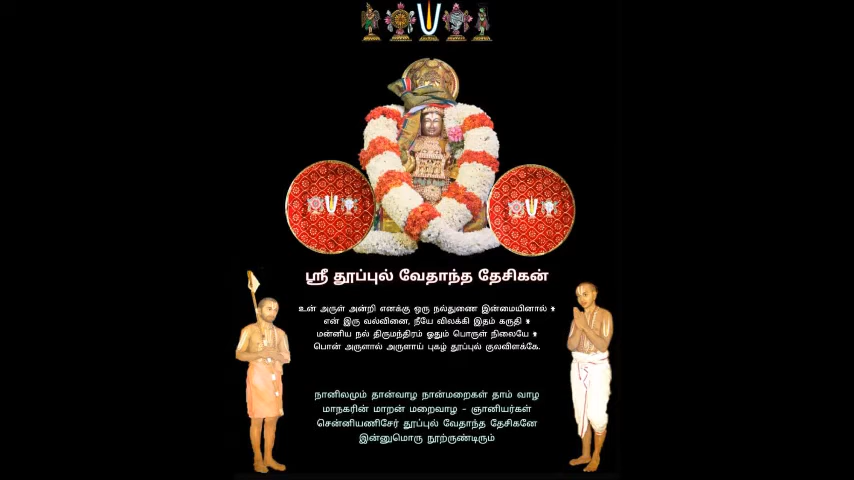 ஸ்ரீ தூப்புல் வேதாந்த தேசிகன்
உன் அருள் அன்றி எனக்கு ஒரு நல்துணை இன்மையினால் *
என் இரு வல்வினை, நீயே விலக்கி இதம் கருதி *
மன்னிய நல் திருமந்திரம் ஓதும் பொருள் நிலையே *
பொன் அருளால் அருளாய் புகழ் தூப்புல் குலவிளக்கே.
நானிலமும் தான்வாழ நான்மறைகள் தாம் வாழ
மாநகரின் மாறன் மறைவாழ - ஞானியர்கள்
சென்னியணிசேர் தூப்புல் வேதாந்த தேசிகனே
இன்னுமொரு நூற்ருண்டிரும்